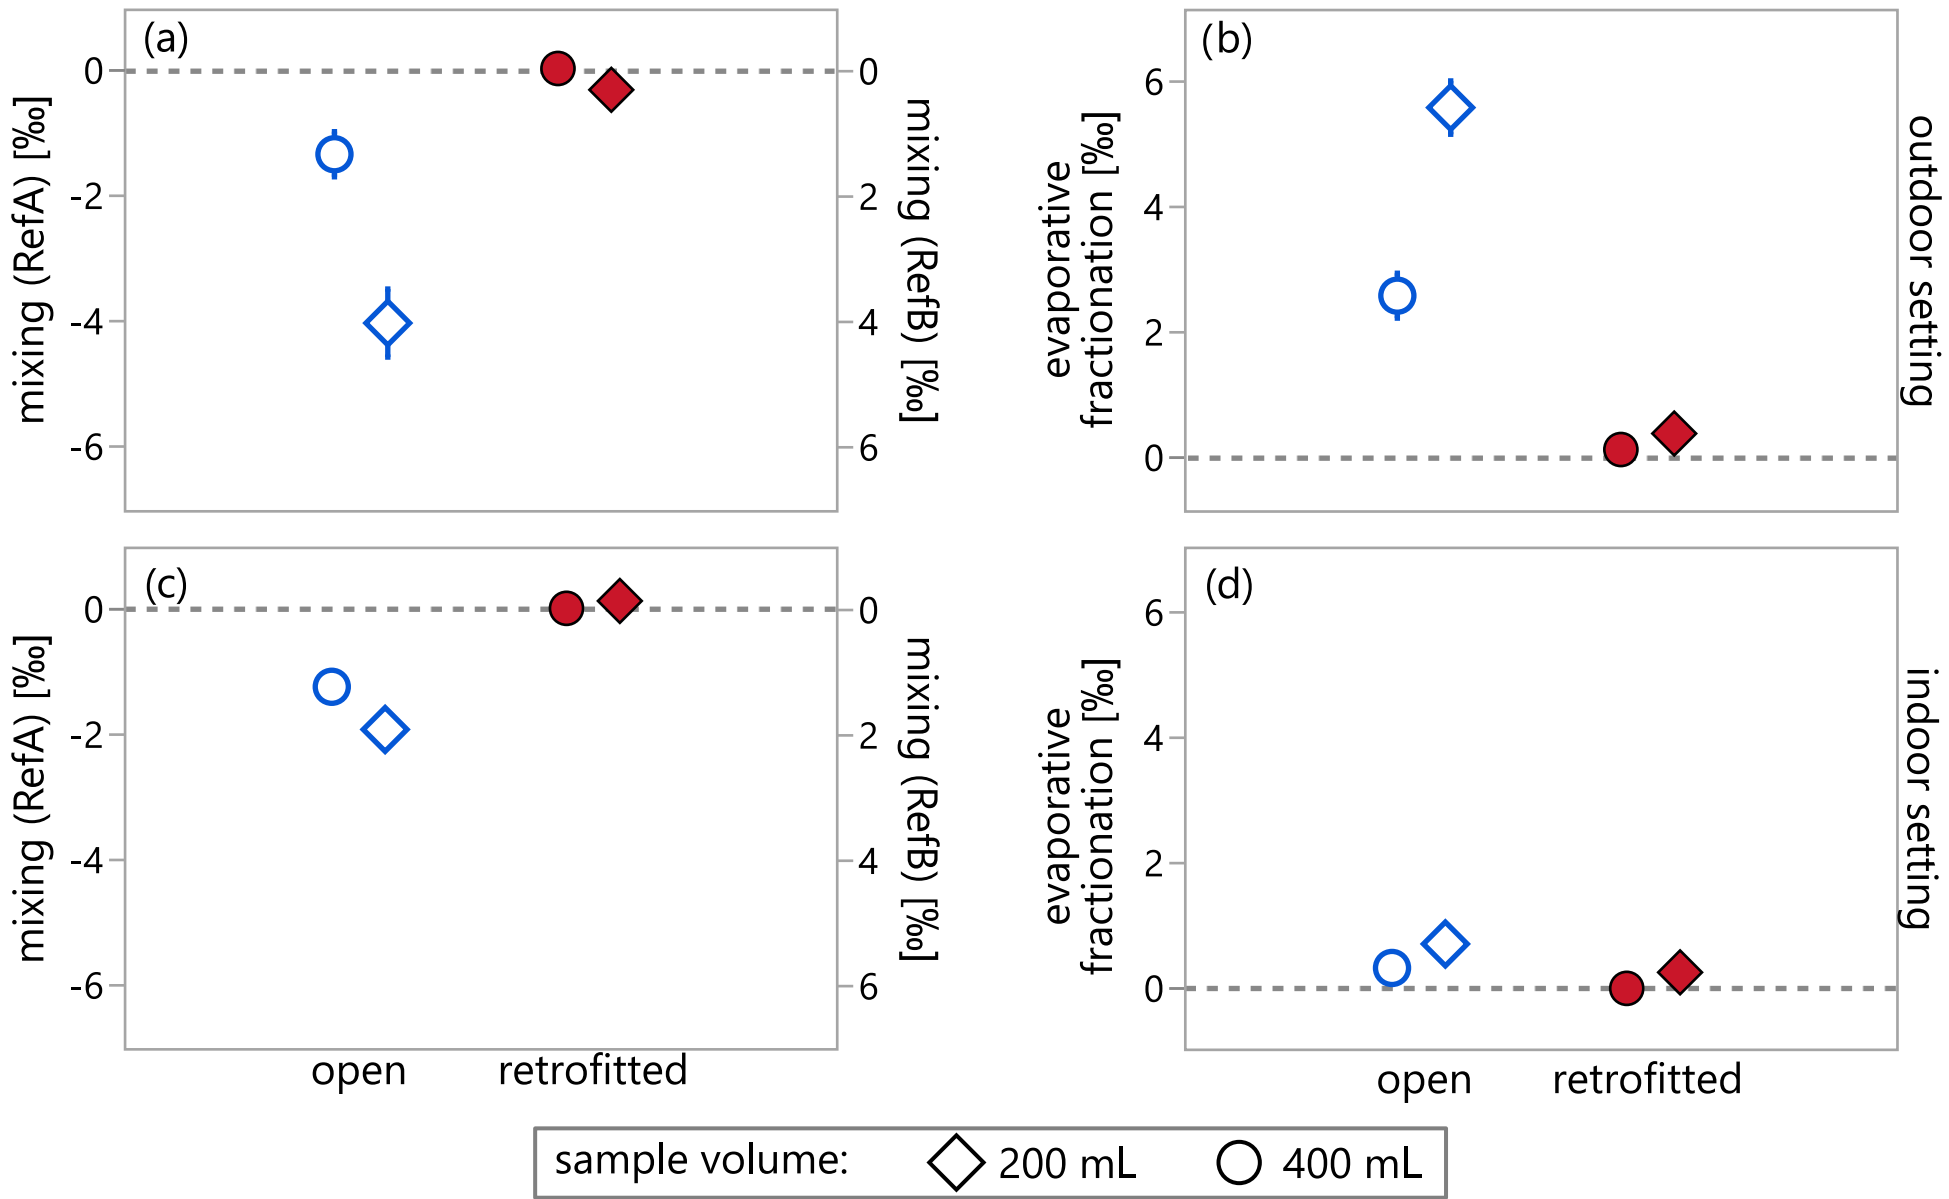 (a)
0
-2
-4
-6
mixing (RefA) [‰]
0
2
4
6
mixing (RefB) [‰]
(b)
6
4
2
0
evaporative
fractionation [‰]
outdoor setting
(c)
0
-2
-4
-6
mixing (RefA) [‰]
0
2
4
6
mixing (RefB) [‰]
open retrofitted
(d)
6
4
2
0
evaporative
fractionation [‰]
indoor setting
open retrofitted
sample volume: 200 mL 400 mL